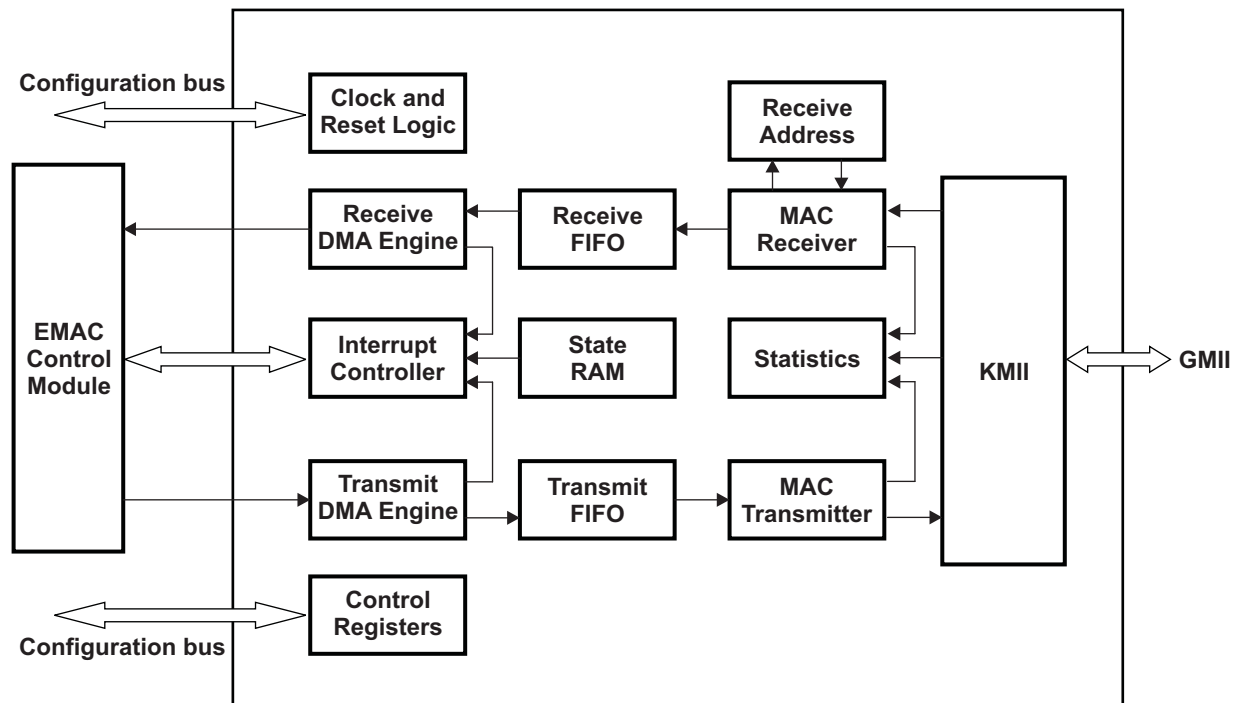 Configuration bus
Clock and
Reset Logic
Receive
Address
Receive
DMA Engine
Receive
FIFO
MAC
Receiver
EMAC
Control
Module
Interrupt
Controller
State
RAM
Statistics
KMII
GMII
Transmit
DMA Engine
Transmit
FIFO
MAC
Transmitter
Control
Registers
Configuration bus